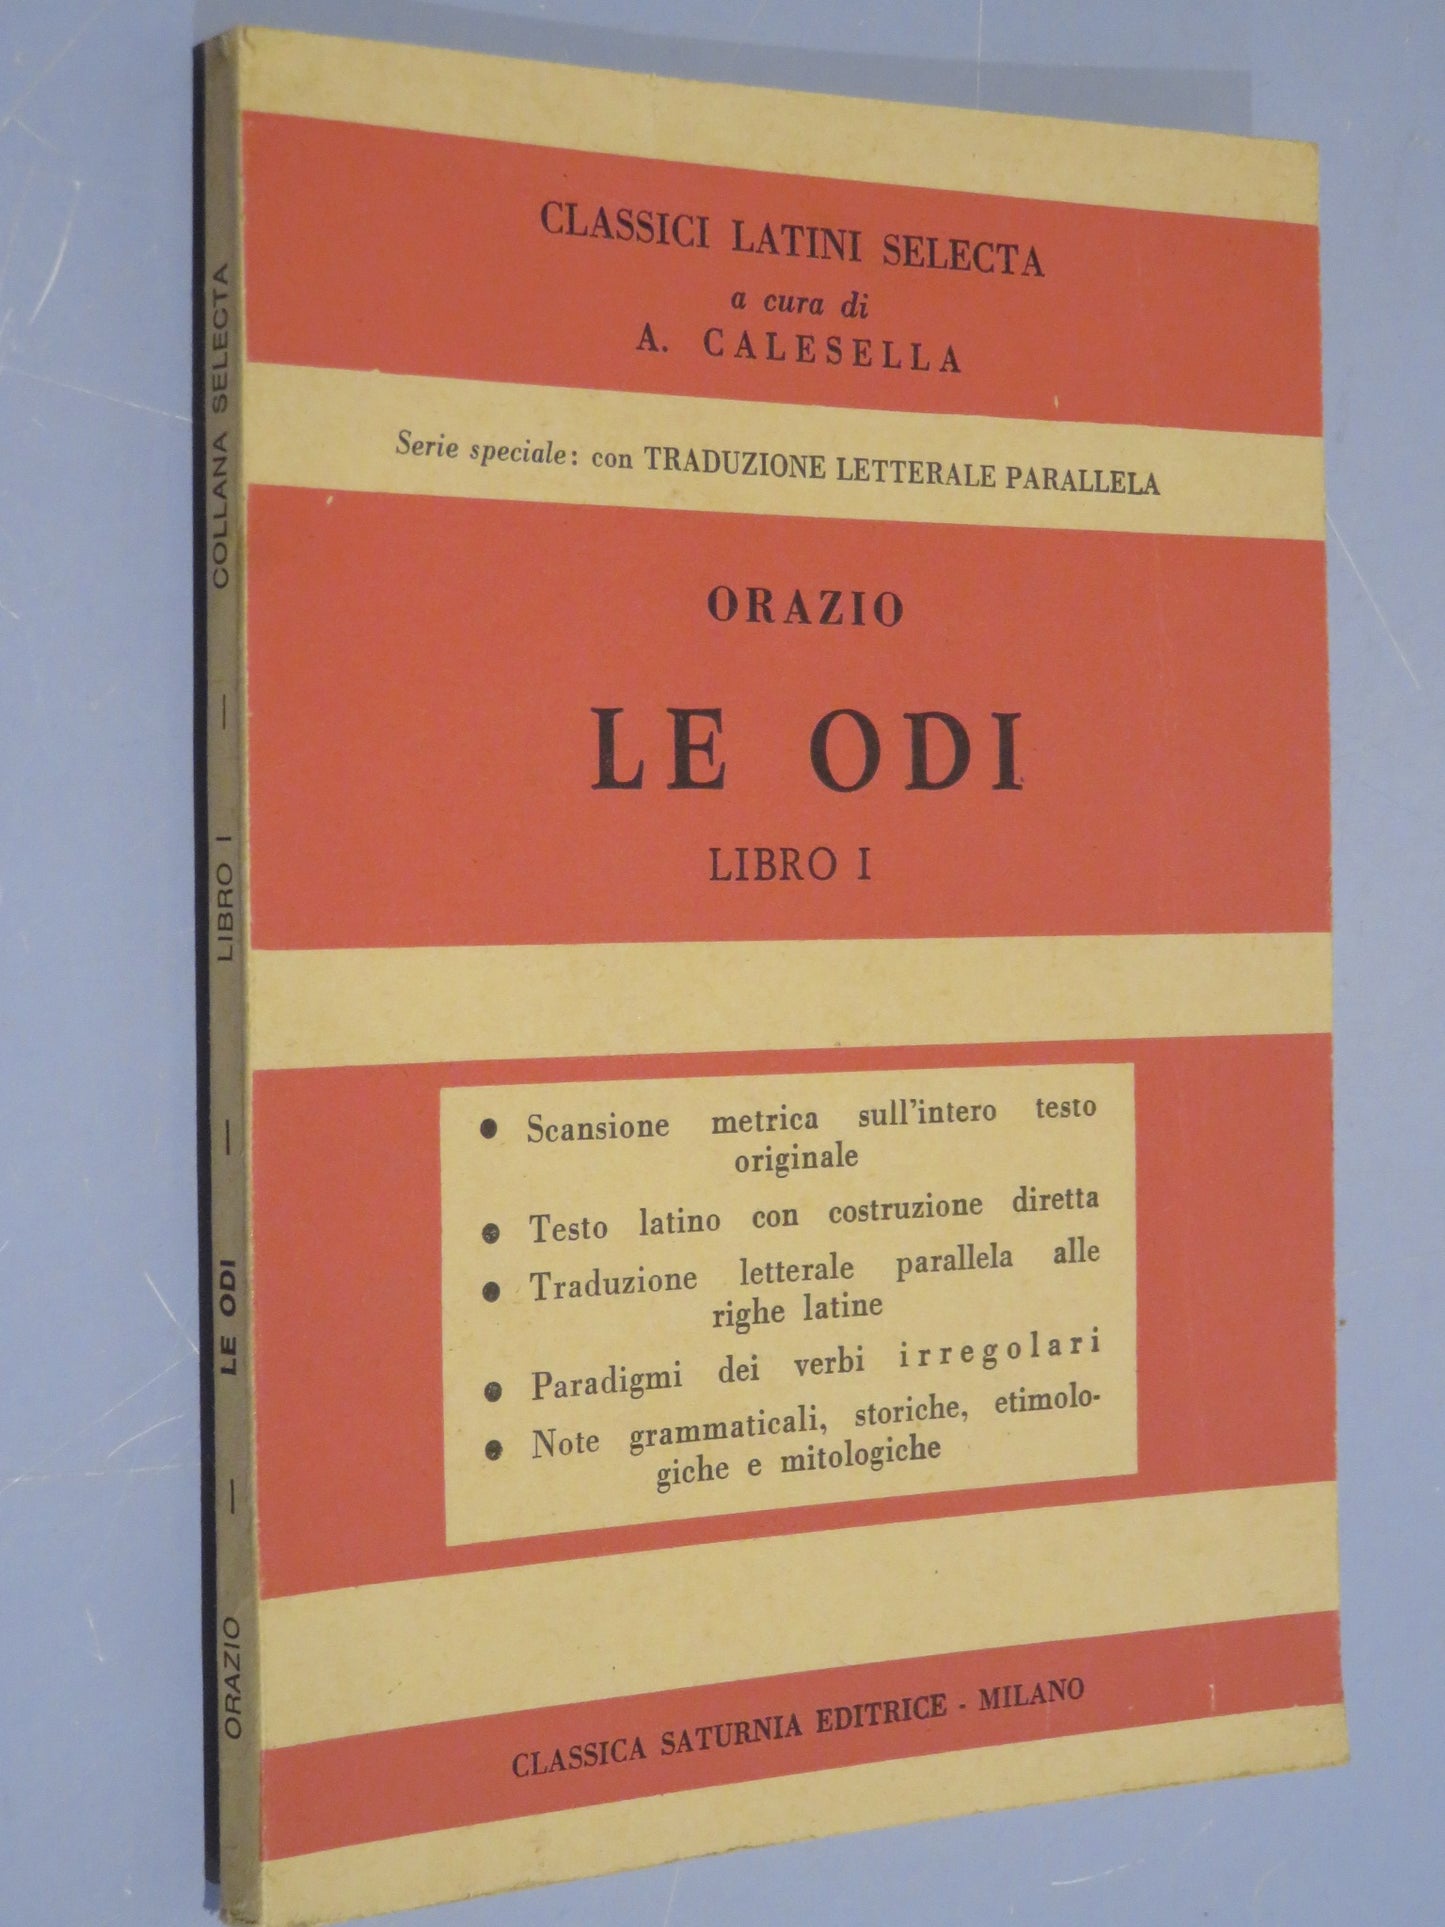 CLASSICI LATINI SELECTA
a cura di
A. CALESELLA
Serie speciale: con TRADUZIONE LETTERALE PARALLELA
ORAZIO
LE ODI
LIBRO I
● Scansione metrica sull'intero testo
originale
● Testo latino con costruzione diretta
● Traduzione letterale parallela alle
righe latine
● Paradigmi dei verbi irregolari
● Note grammaticali, storiche, etimolo-
giche e mitologiche
CLASSICA SATURNIA EDITRICE - MILANO
ORAZIO — LE ODI — LIBRO I — COLLANA SELECTA